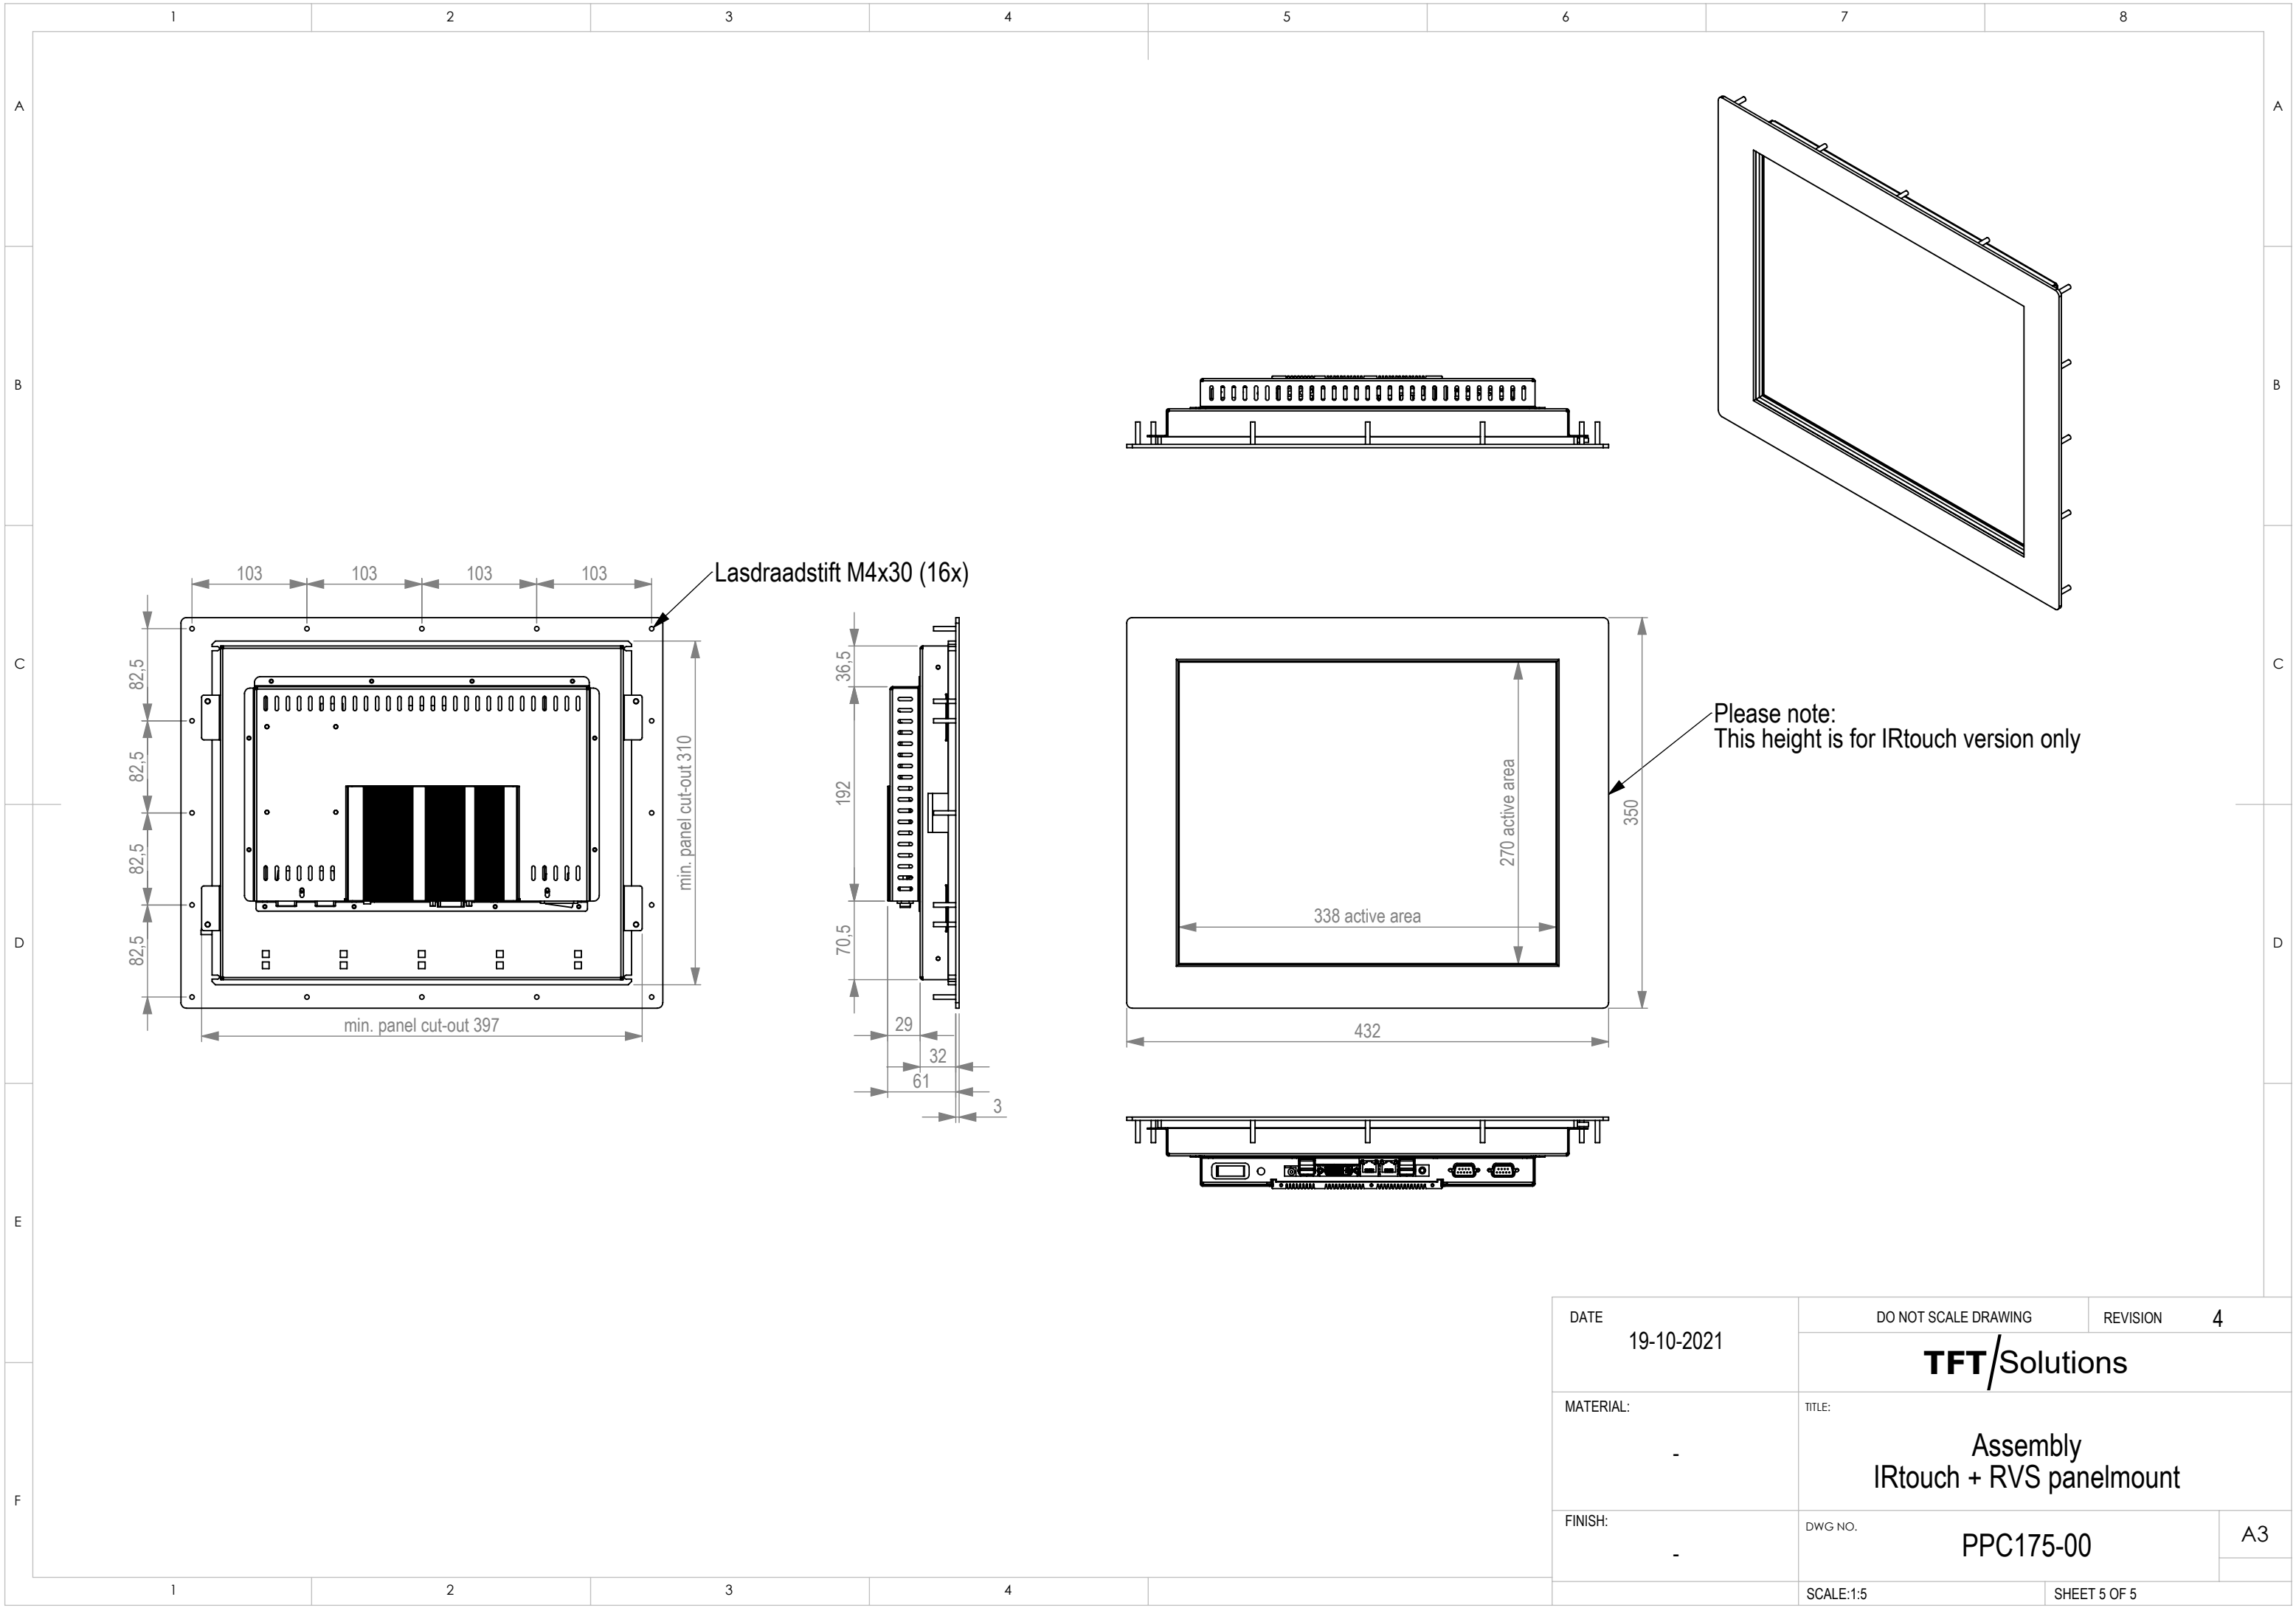 1 2 3 4 5 6 7 8
A A
B B
C C
D D
E
F
103 103 103 103
Lasdraadstift M4x30 (16x)
82,5
82,5
82,5
82,5
min. panel cut-out 310
min. panel cut-out 397
36,5
192
70,5
29
32
61
3
270 active area
338 active area
350
432
Please note:
This height is for IRtouch version only
DATE
19-10-2021
DO NOT SCALE DRAWING
REVISION 4
TFT/Solutions
MATERIAL:
-
TITLE:
Assembly
IRtouch + RVS panelmount
FINISH:
-
DWG NO.
PPC175-00
A3
SCALE:1:5
SHEET 5 OF 5
1 2 3 4